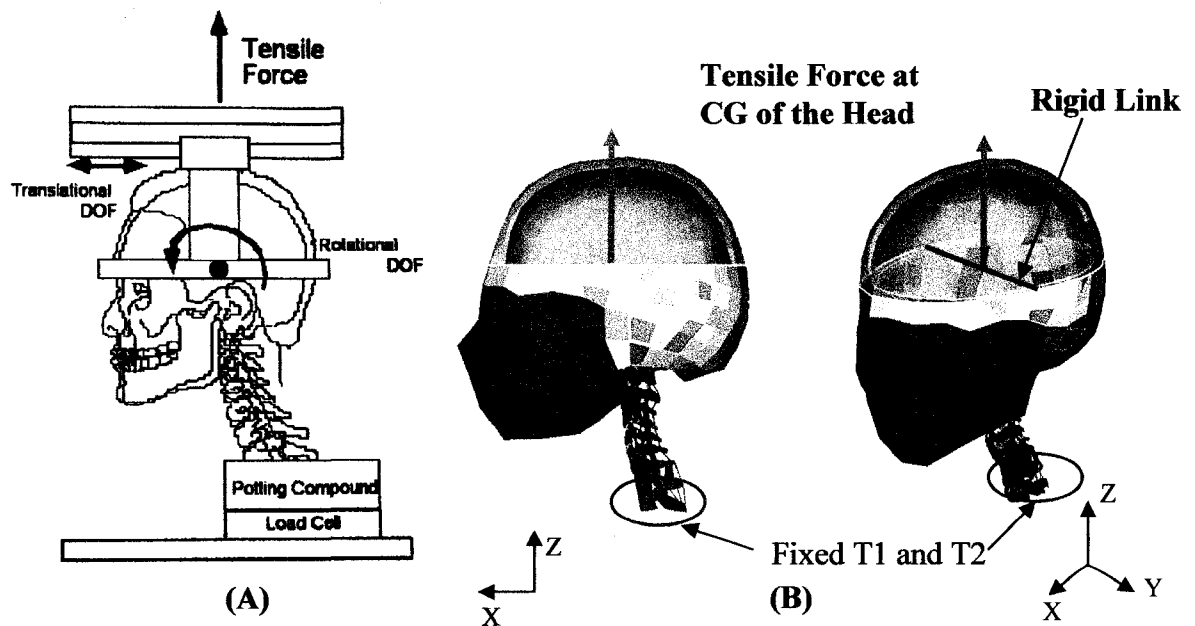 Tensile
Force
Translational
DOF
Rotational
DOF
Potting Compound
Load Cell
(A)
Tensile Force at
CG of the Head
Rigid Link
Fixed T1 and T2
Z
X
(B)
Z
X
Y